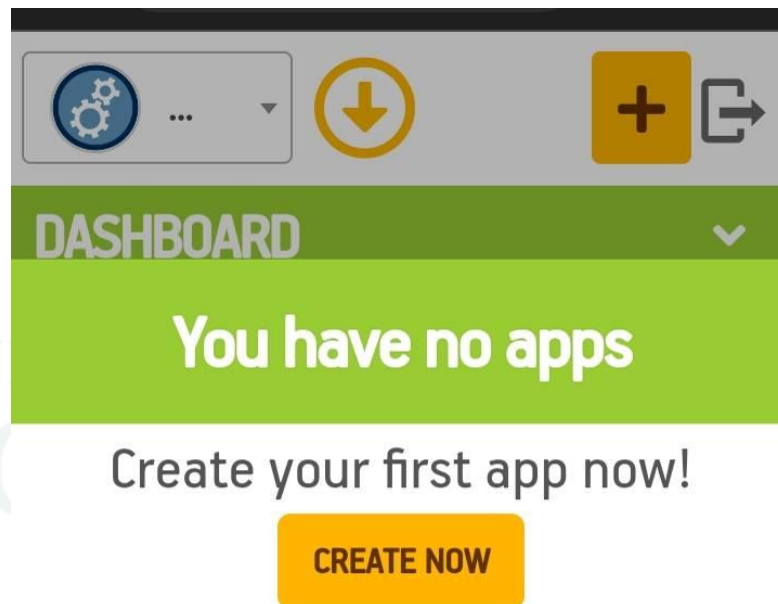 ...
DASHBOARD
You have no apps
Create your first app now!
CREATE NOW